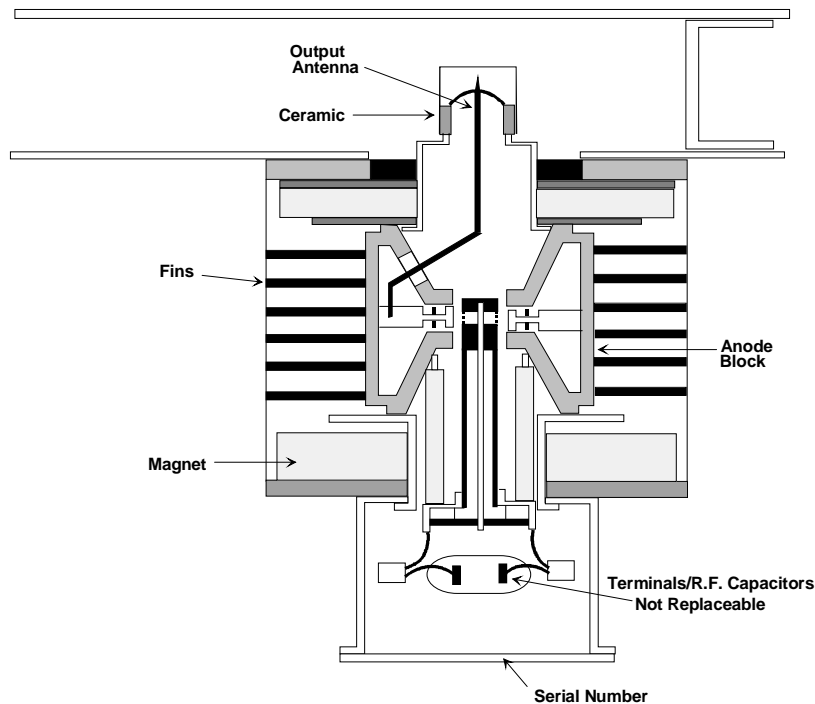 Output
Antenna
Ceramic
Fins
Anode
Block
Magnet
Terminals/R.F. Capacitors
Not Replaceable
Serial Number